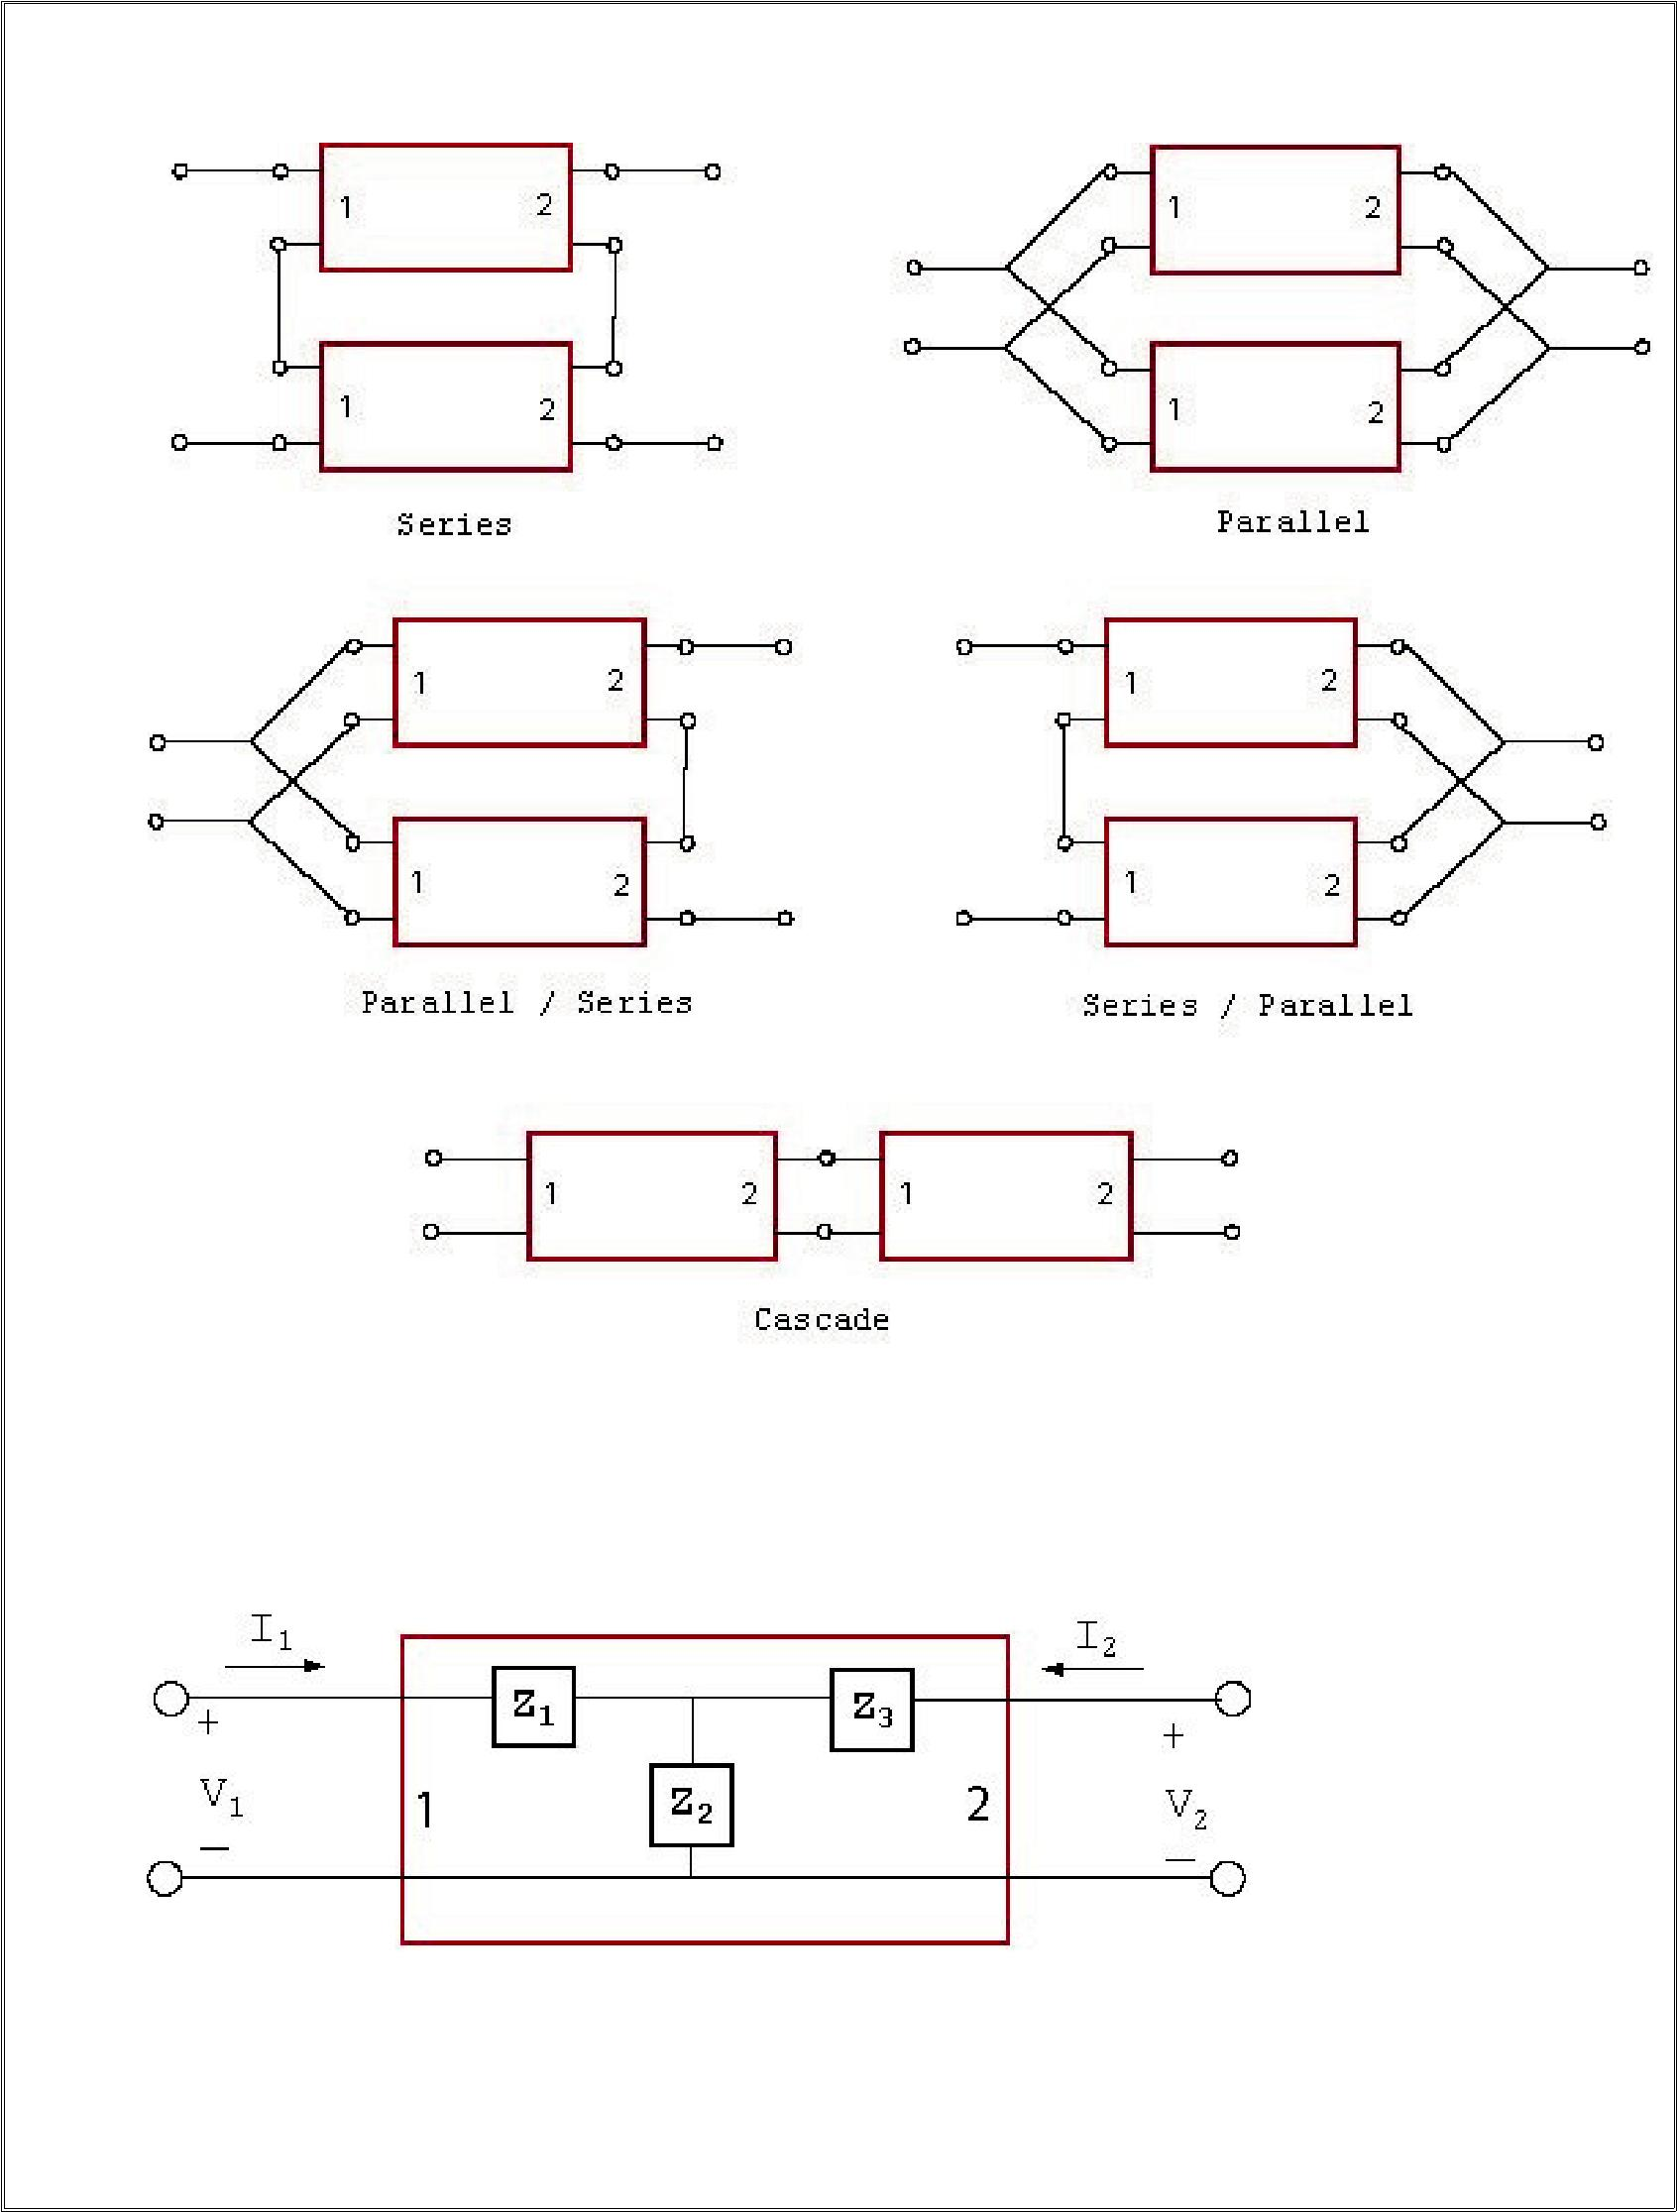 1 2
1 2
Series
1 2
1 2
Parallel
1 2
1 2
Parallel / Series
1 2
1 2
Series / Parallel
1 2 1 2
Cascade
I₁ I₂
Z₁ Z₃
+ +
V₁ 1 Z₂ 2 V₂
– –